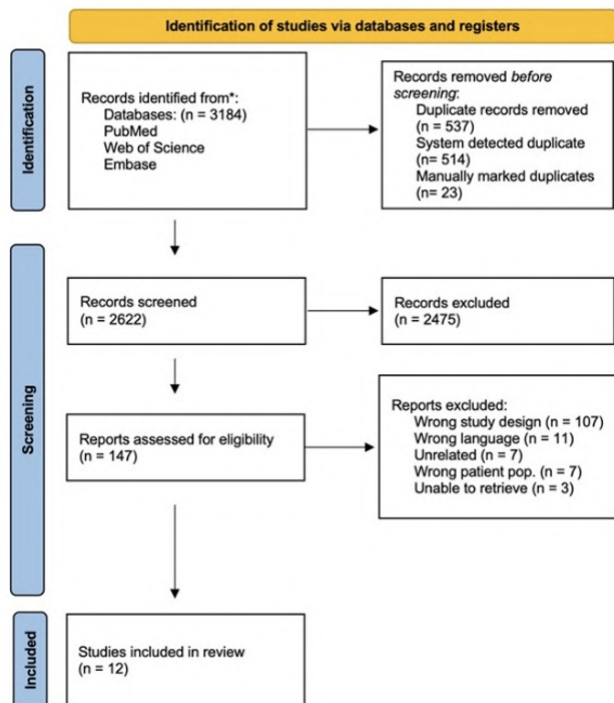 Identification of studies via databases and registers
Identification
Records identified from*:
Databases: (n = 3184)
PubMed
Web of Science
Embase
Records removed before
screening:
Duplicate records removed
(n = 537)
System detected duplicate
(n = 514)
Manually marked duplicates
(n= 23)
Screening
Records screened
(n = 2622)
Records excluded
(n = 2475)
Reports assessed for eligibility
(n = 147)
Reports excluded:
Wrong study design (n = 107)
Wrong language (n = 11)
Unrelated (n = 7)
Wrong patient pop. (n = 7)
Unable to retrieve (n = 3)
Included
Studies included in review
(n = 12)